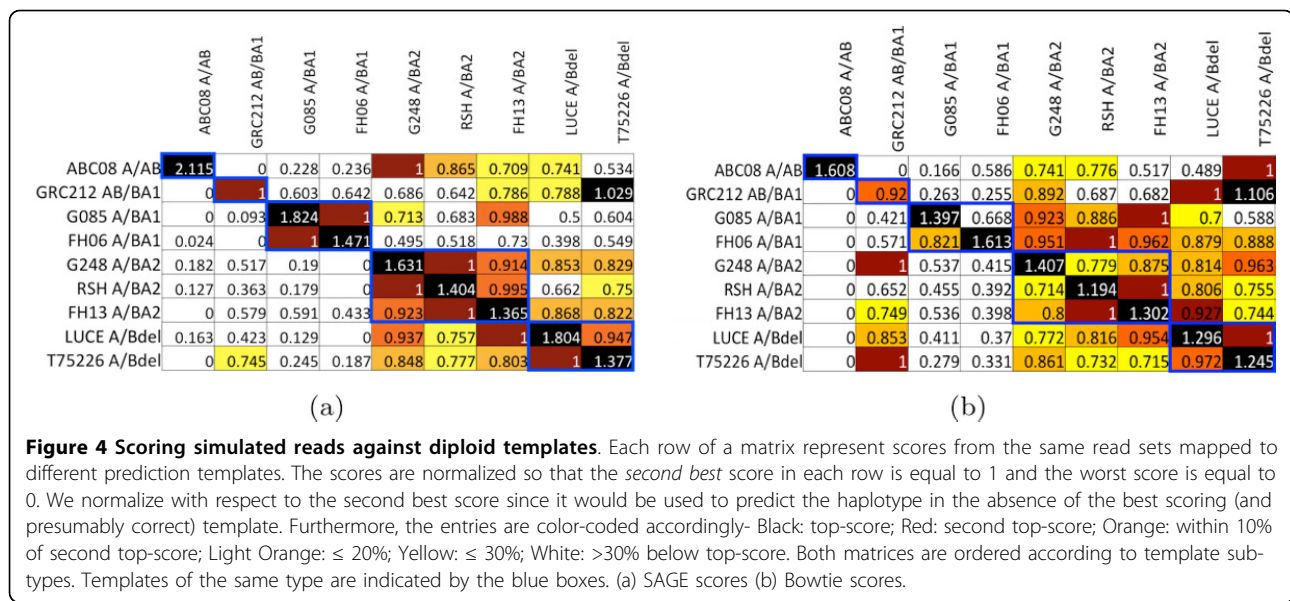 ABC08 A/AB GRC212 AB/BA1 G085 A/BA1 FH06 A/BA1 G248 A/BA2 RSH A/BA2 FH13 A/BA2 LUCE A/Bdel T75226 A/Bdel
ABC08 A/AB 2.115 0 0.228 0.236 1 0.865 0.709 0.741 0.534
GRC212 AB/BA1 0 1 0.603 0.642 0.686 0.642 0.786 0.788 1.029
G085 A/BA1 0 0.093 1.824 1 0.713 0.683 0.988 0.5 0.604
FH06 A/BA1 0.024 0 1 1.471 0.495 0.518 0.73 0.398 0.549
G248 A/BA2 0.182 0.517 0.19 0 1.631 1 0.914 0.853 0.829
RSH A/BA2 0.127 0.363 0.179 0 1 1.404 0.995 0.662 0.75
FH13 A/BA2 0 0.579 0.591 0.433 0.923 1 1.365 0.868 0.822
LUCE A/Bdel 0.163 0.423 0.129 0 0.937 0.757 1 1.804 0.947
T75226 A/Bdel 0 0.745 0.245 0.187 0.848 0.777 0.803 1 1.377
(a)
ABC08 A/AB GRC212 AB/BA1 G085 A/BA1 FH06 A/BA1 G248 A/BA2 RSH A/BA2 FH13 A/BA2 LUCE A/Bdel T75226 A/Bdel
ABC08 A/AB 1.608 0 0.166 0.586 0.741 0.776 0.517 0.489 1
GRC212 AB/BA1 0 0.92 0.263 0.255 0.892 0.687 0.682 1 1.106
G085 A/BA1 0 0.421 1.397 0.668 0.923 0.886 1 0.7 0.588
FH06 A/BA1 0 0.571 0.821 1.613 0.951 1 0.962 0.879 0.888
G248 A/BA2 0 1 0.537 0.415 1.407 0.779 0.875 0.814 0.963
RSH A/BA2 0 0.652 0.455 0.392 0.714 1.194 1 0.806 0.755
FH13 A/BA2 0 0.749 0.536 0.398 0.8 1 1.302 0.927 0.744
LUCE A/Bdel 0 0.853 0.411 0.37 0.772 0.816 0.954 1.296 1
T75226 A/Bdel 0 1 0.279 0.331 0.861 0.732 0.715 0.972 1.245
(b)
Figure 4 Scoring simulated reads against diploid templates. Each row of a matrix represent scores from the same read sets mapped to
different prediction templates. The scores are normalized so that the second best score in each row is equal to 1 and the worst score is equal to
0. We normalize with respect to the second best score since it would be used to predict the haplotype in the absence of the best scoring (and
presumably correct) template. Furthermore, the entries are color-coded accordingly- Black: top-score; Red: second top-score; Orange: within 10%
of second top-score; Light Orange: ≤ 20%; Yellow: ≤ 30%; White: >30% below top-score. Both matrices are ordered according to template sub-
types. Templates of the same type are indicated by the blue boxes. (a) SAGE scores (b) Bowtie scores.